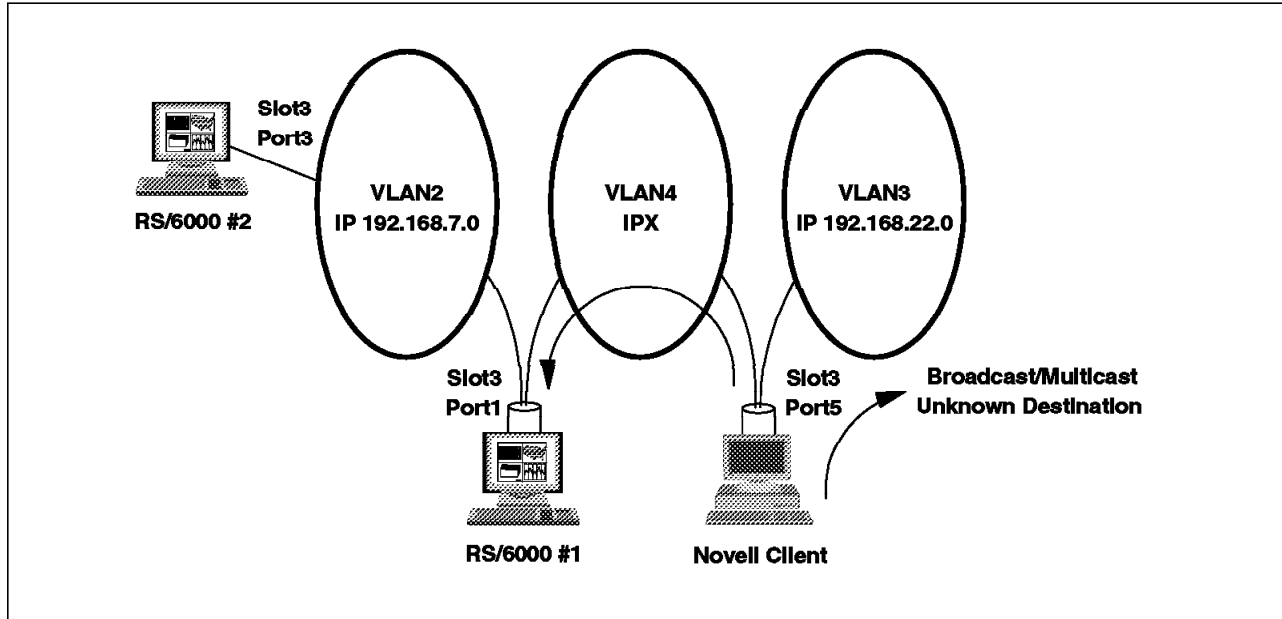 Slot3
Port3
RS/6000 #2
VLAN2
IP 192.168.7.0
VLAN4
IPX
VLAN3
IP 192.168.22.0
Slot3
Port1
RS/6000 #1
Slot3
Port5
Novell Client
Broadcast/Multicast
Unknown Destination